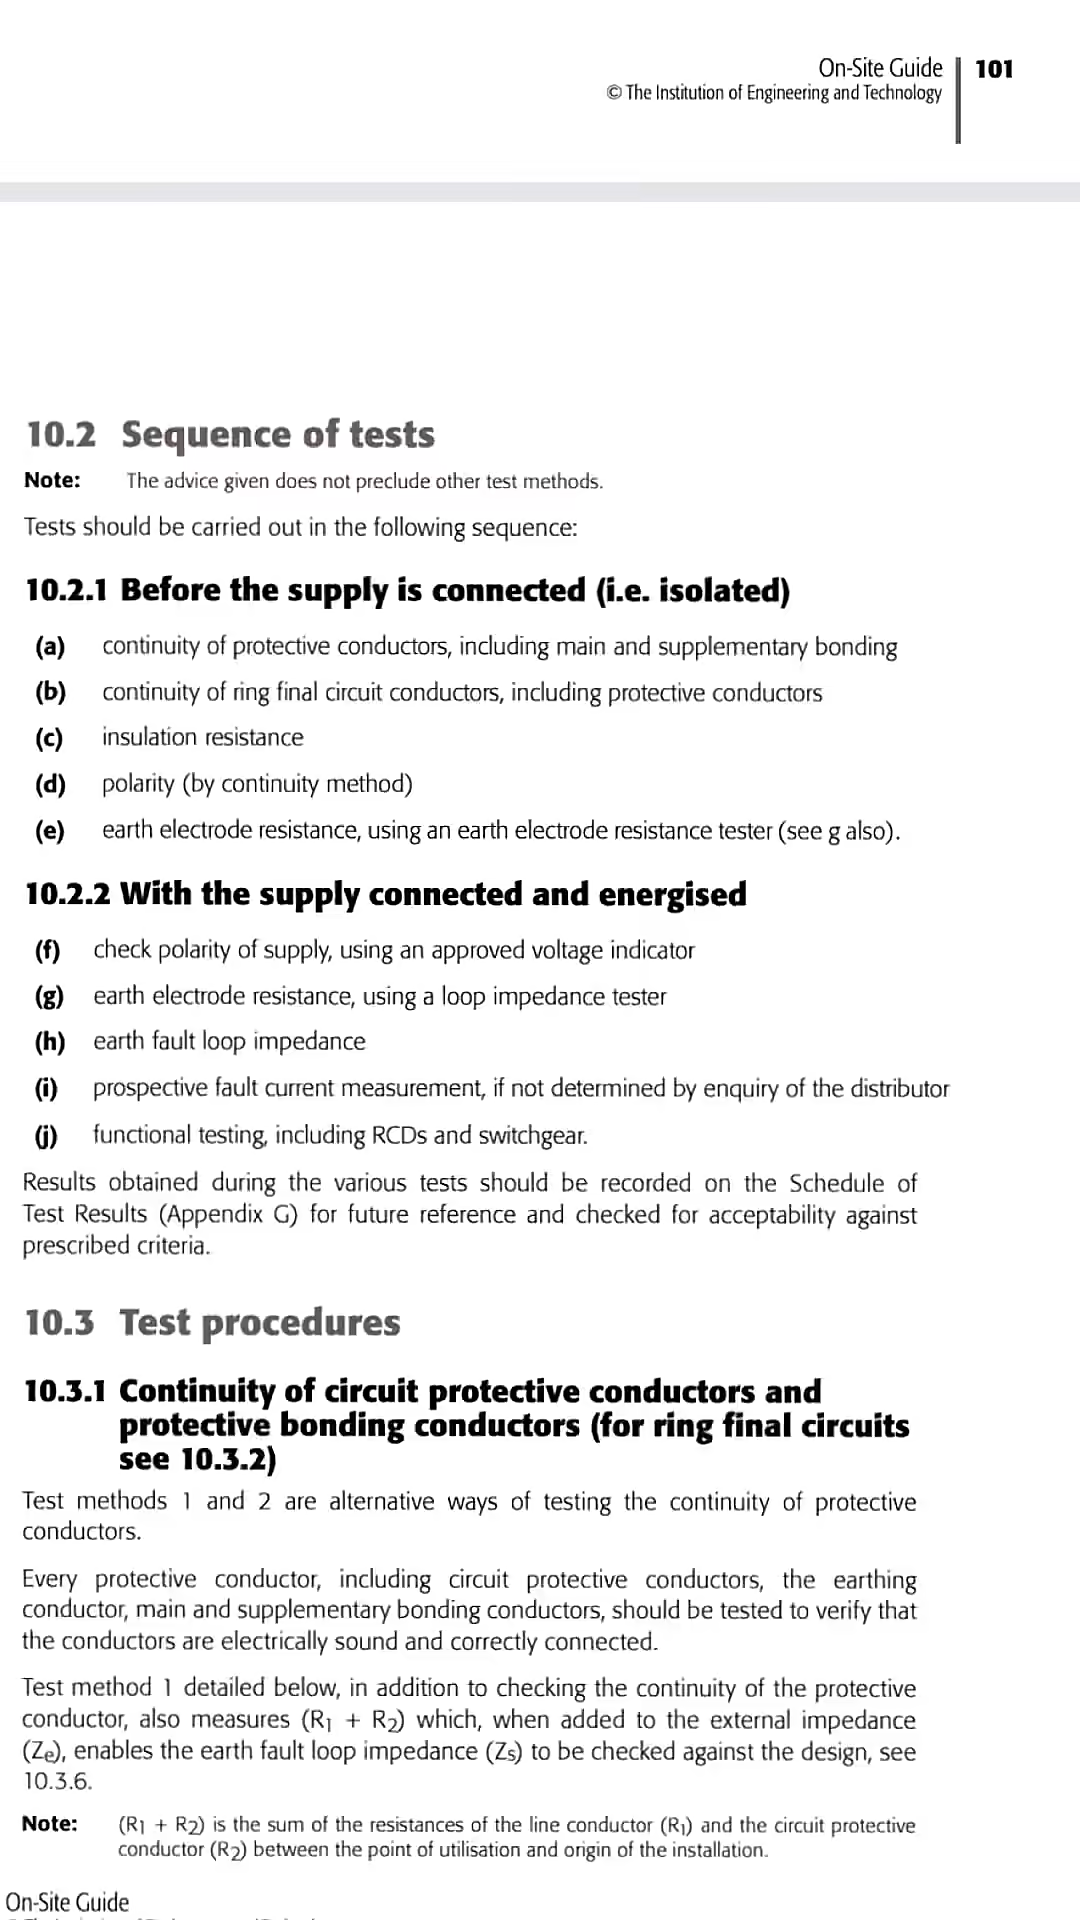 On-Site Guide 101
© The Institution of Engineering and Technology
10.2 Sequence of tests
Note: The advice given does not preclude other test methods.
Tests should be carried out in the following sequence:
10.2.1 Before the supply is connected (i.e. isolated)
(a) continuity of protective conductors, including main and supplementary bonding
(b) continuity of ring final circuit conductors, including protective conductors
(c) insulation resistance
(d) polarity (by continuity method)
(e) earth electrode resistance, using an earth electrode resistance tester (see g also).
10.2.2 With the supply connected and energised
(f) check polarity of supply, using an approved voltage indicator
(g) earth electrode resistance, using a loop impedance tester
(h) earth fault loop impedance
(i) prospective fault current measurement, if not determined by enquiry of the distributor
(j) functional testing, including RCDs and switchgear.
Results obtained during the various tests should be recorded on the Schedule of
Test Results (Appendix G) for future reference and checked for acceptability against
prescribed criteria.
10.3 Test procedures
10.3.1 Continuity of circuit protective conductors and
protective bonding conductors (for ring final circuits
see 10.3.2)
Test methods 1 and 2 are alternative ways of testing the continuity of protective
conductors.
Every protective conductor, including circuit protective conductors, the earthing
conductor, main and supplementary bonding conductors, should be tested to verify that
the conductors are electrically sound and correctly connected.
Test method 1 detailed below, in addition to checking the continuity of the protective
conductor, also measures (R1 + R2) which, when added to the external impedance
(Ze), enables the earth fault loop impedance (Zs) to be checked against the design, see
10.3.6.
Note: (R1 + R2) is the sum of the resistances of the line conductor (R1) and the circuit protective
conductor (R2) between the point of utilisation and origin of the installation.
On-Site Guide